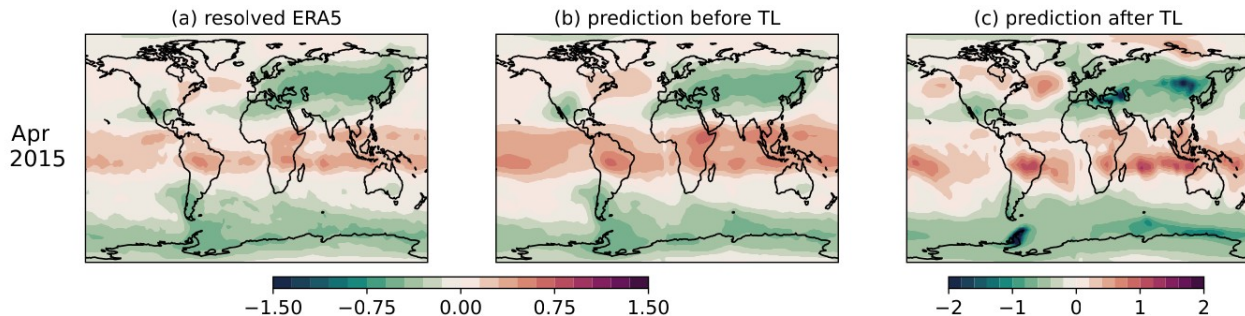 (a) resolved ERA5
(b) prediction before TL
(c) prediction after TL
Apr
2015
−1.50 −0.75 0.00 0.75 1.50
−2 −1 0 1 2